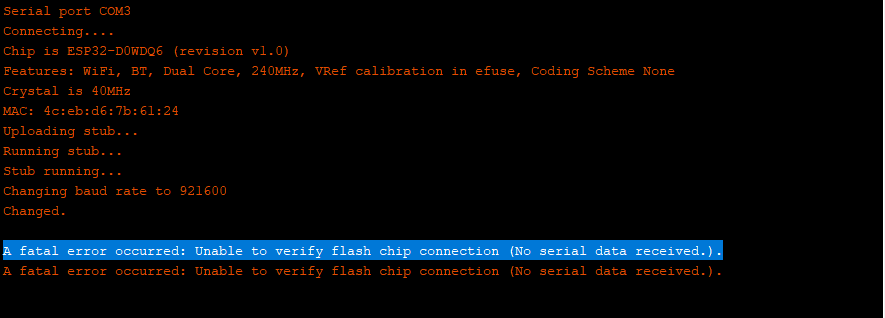 Serial port COM3
Connecting....
Chip is ESP32-D0WDQ6 (revision v1.0)
Features: WiFi, BT, Dual Core, 240MHz, VRef calibration in efuse, Coding Scheme None
Crystal is 40MHz
MAC: 4c:eb:d6:7b:61:24
Uploading stub...
Running stub...
Stub running...
Changing baud rate to 921600
Changed.
A fatal error occurred: Unable to verify flash chip connection (No serial data received.).
A fatal error occurred: Unable to verify flash chip connection (No serial data received.).